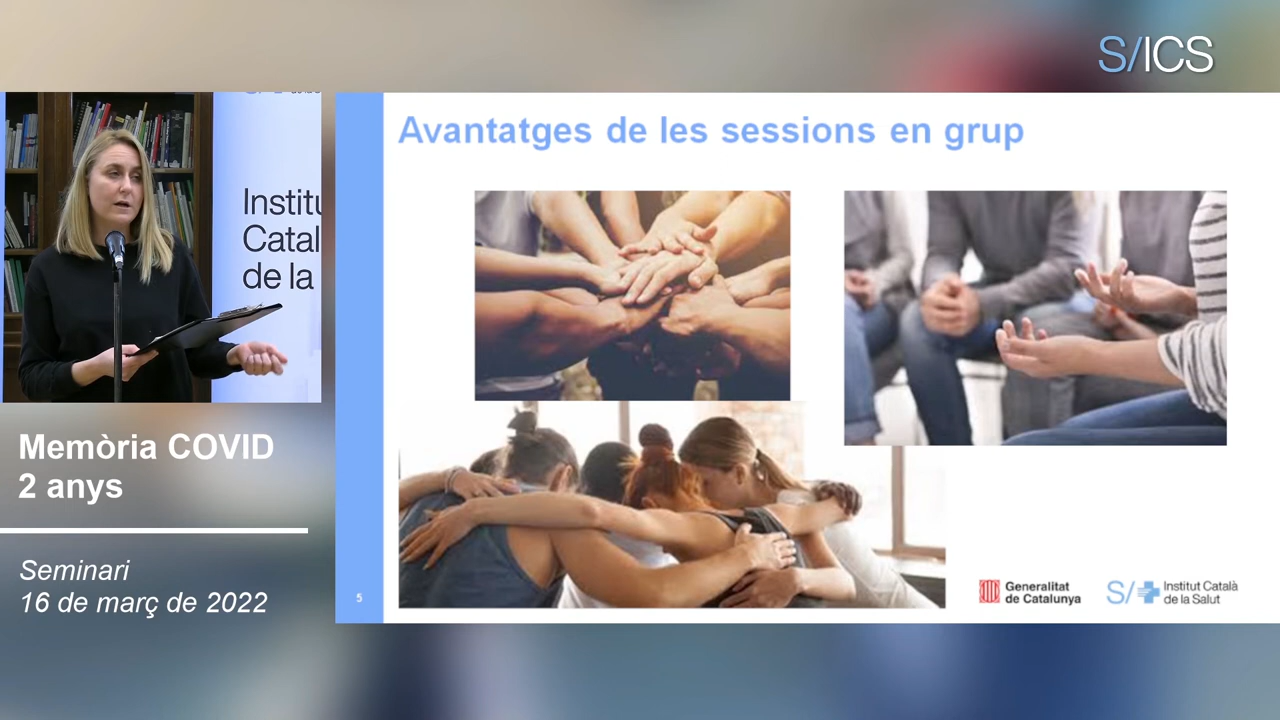 S/ICS
Institu
Catal
de la
Memòria COVID
2 anys
Seminari
16 de març de 2022
Avantatges de les sessions en grup
5
Generalitat
de Catalunya
S/
Institut Català
de la Salut